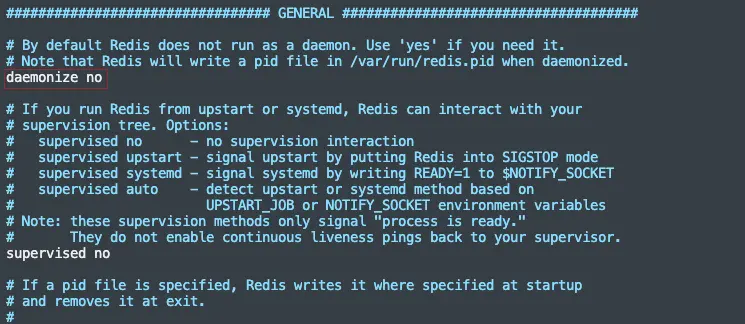 ################################# GENERAL #####################################
# By default Redis does not run as a daemon. Use 'yes' if you need it.
# Note that Redis will write a pid file in /var/run/redis.pid when daemonized.
daemonize no
# If you run Redis from upstart or systemd, Redis can interact with your
# supervision tree. Options:
#   supervised no      - no supervision interaction
#   supervised upstart - signal upstart by putting Redis into SIGSTOP mode
#   supervised systemd - signal systemd by writing READY=1 to $NOTIFY_SOCKET
#   supervised auto    - detect upstart or systemd method based on
#                        UPSTART_JOB or NOTIFY_SOCKET environment variables
# Note: these supervision methods only signal "process is ready."
#       They do not enable continuous liveness pings back to your supervisor.
supervised no
# If a pid file is specified, Redis writes it where specified at startup
# and removes it at exit.
#